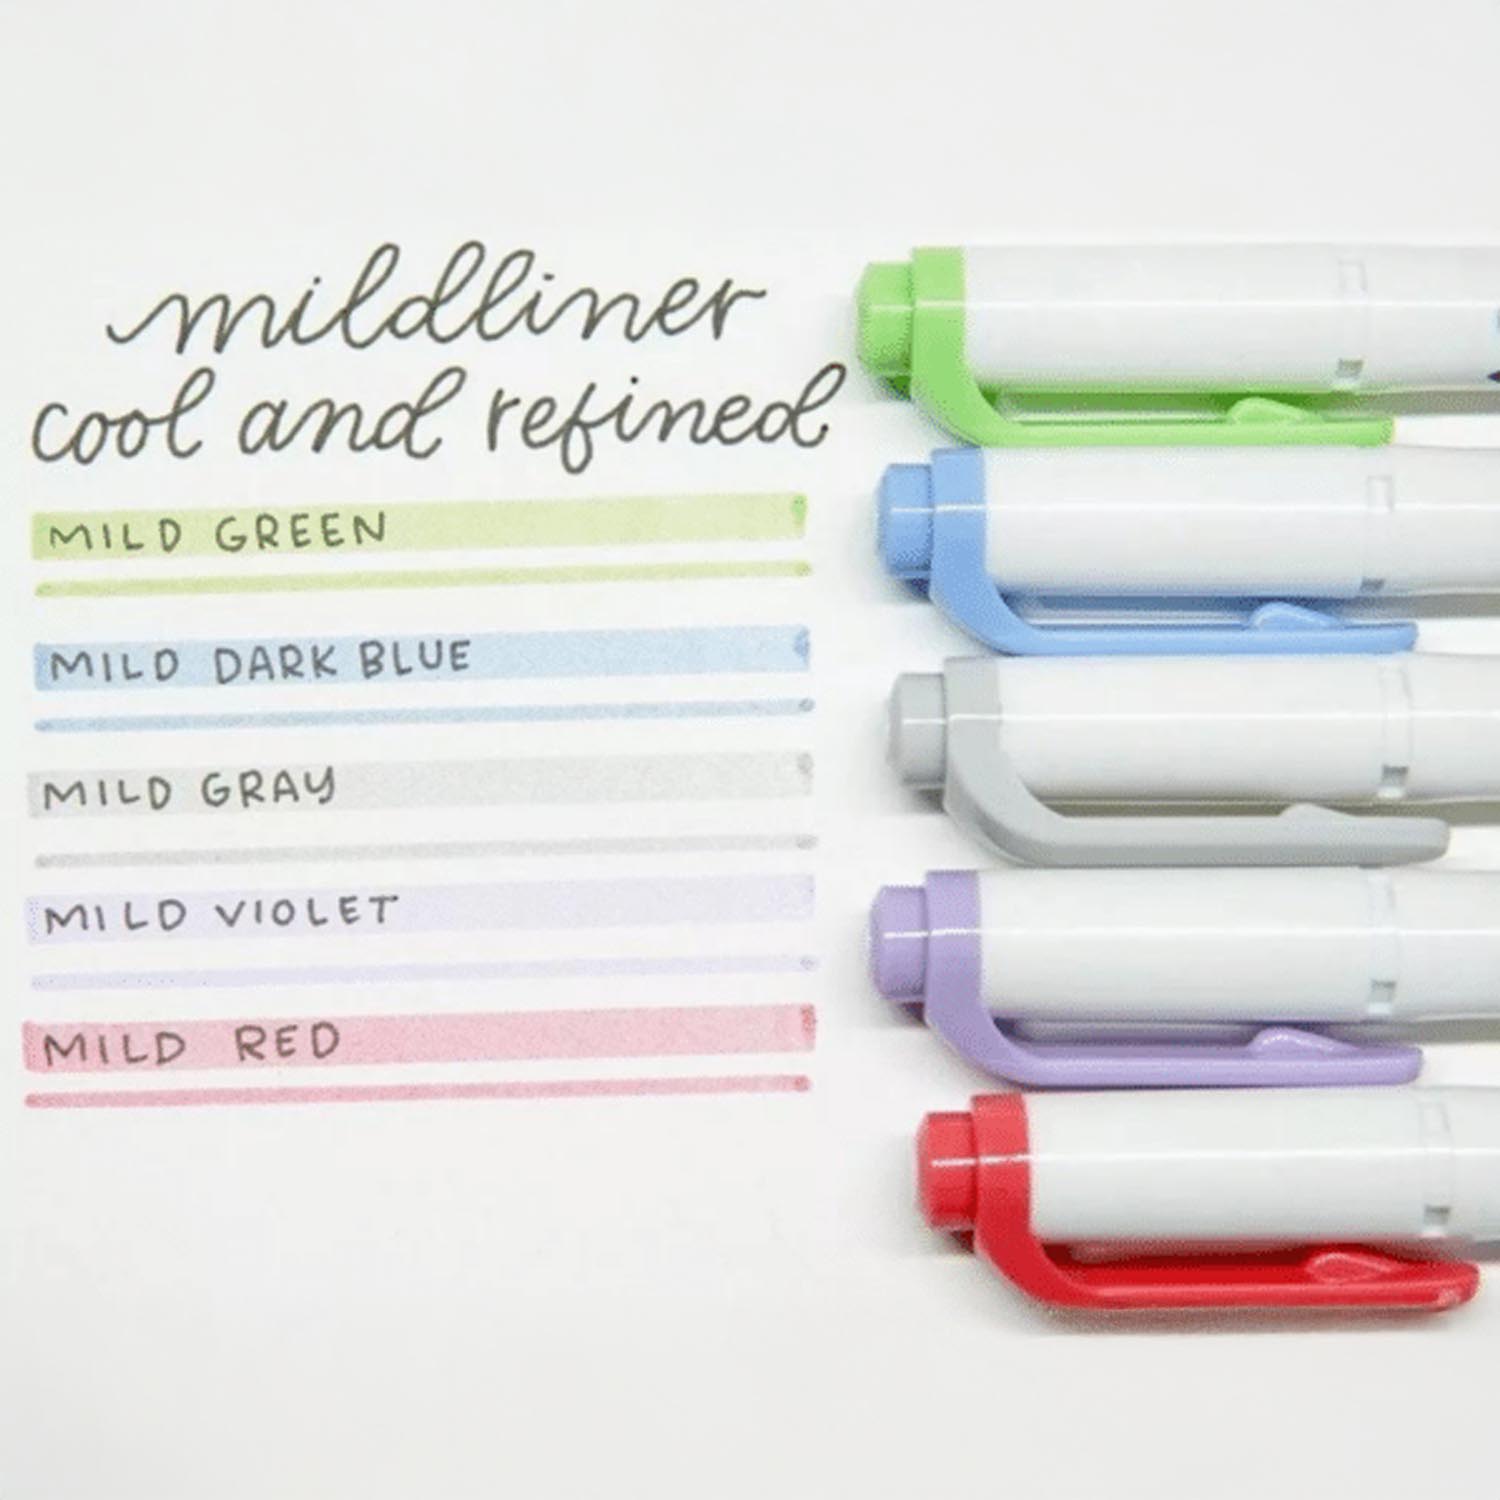 mildliner
cool and refined
MILD GREEN
MILD DARK BLUE
MILD GRAY
MILD VIOLET
MILD RED